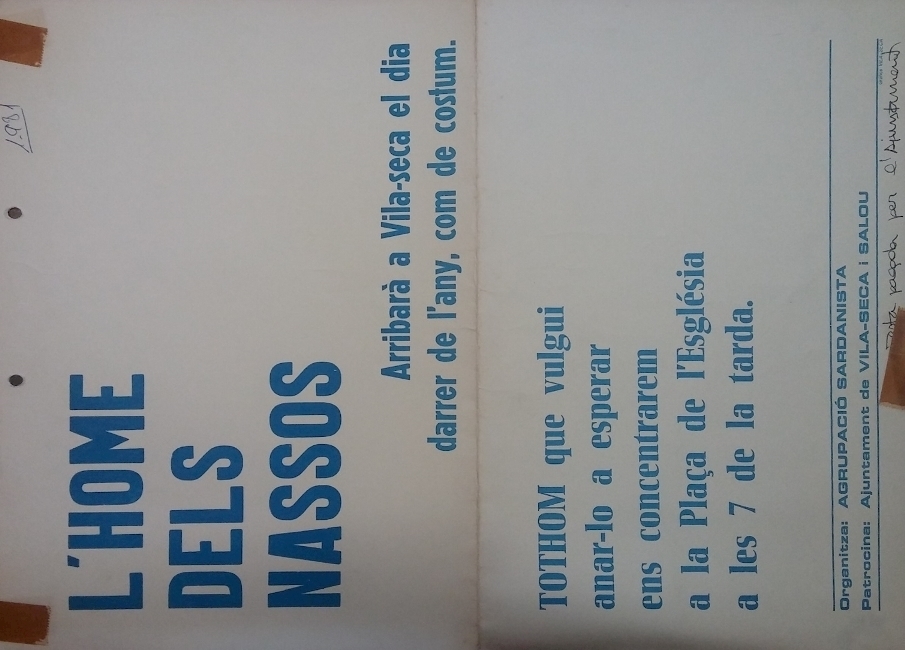 1.981
L'HOME
DELS
NASSOS
Arribarà a Vila-seca el dia
darrer de l'any, com de costum.
TOTHOM que vulgui
anar-lo a esperar
ens concentrarem
a la Plaça de l'Església
a les 7 de la tarda.
Organitza: AGRUPACIÓ SARDANISTA
Patrocina: Ajuntament de VILA-SECA i SALOU
pagada per l'Ajuntament